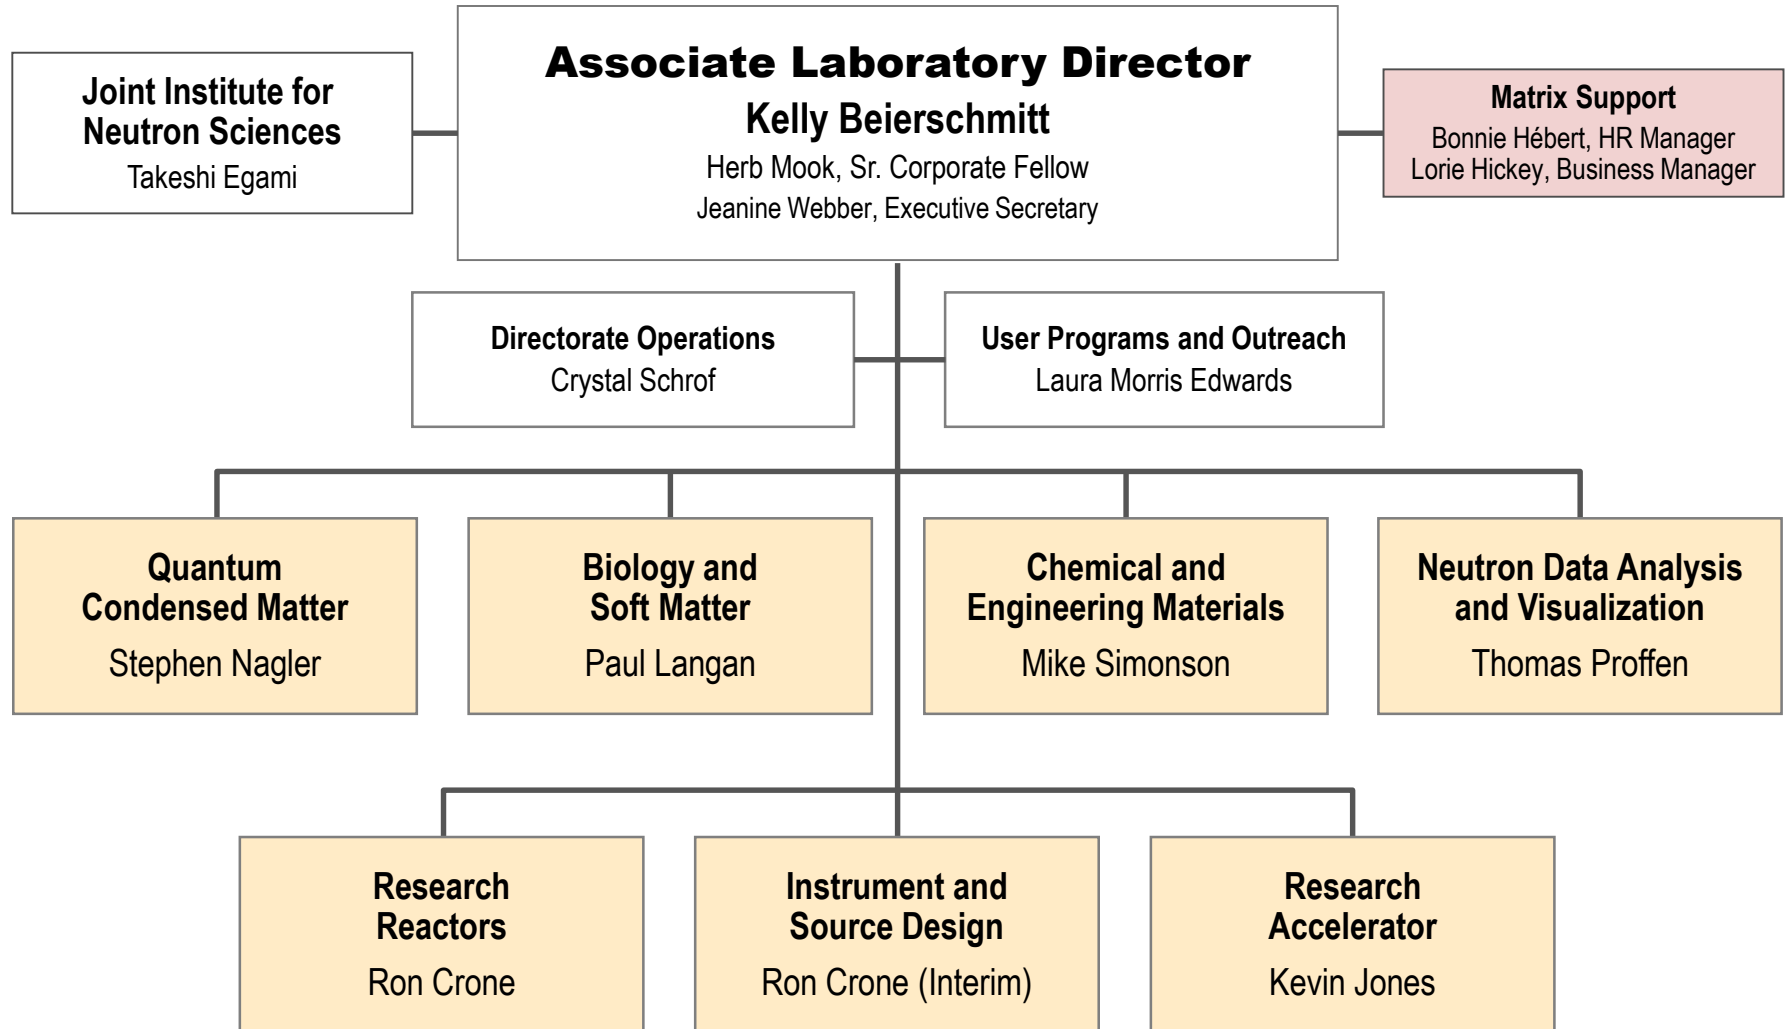 Associate Laboratory Director
Kelly Beierschmitt
Herb Mook, Sr. Corporate Fellow
Jeanine Webber, Executive Secretary
Joint Institute for
Neutron Sciences
Takeshi Egami
Matrix Support
Bonnie Hébert, HR Manager
Lorie Hickey, Business Manager
Directorate Operations
Crystal Schrof
User Programs and Outreach
Laura Morris Edwards
Quantum
Condensed Matter
Stephen Nagler
Biology and
Soft Matter
Paul Langan
Chemical and
Engineering Materials
Mike Simonson
Neutron Data Analysis
and Visualization
Thomas Proffen
Research
Reactors
Ron Crone
Instrument and
Source Design
Ron Crone (Interim)
Research
Accelerator
Kevin Jones